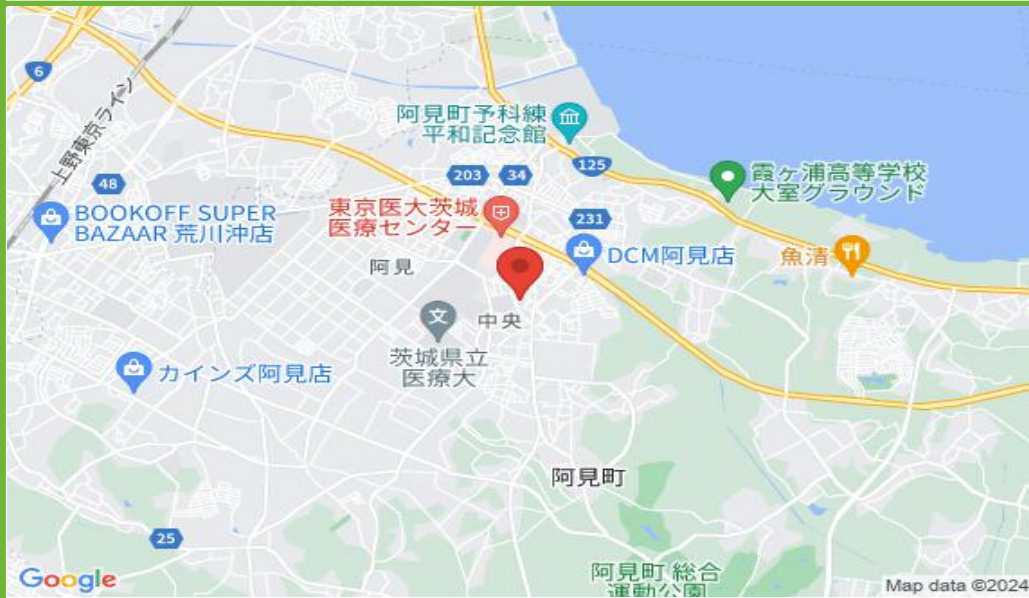 6
上野東京ライン
阿見町予科練
平和記念館
125
203
34
48
霞ヶ浦高等学校
大室グラウンド
BOOKOFF SUPER
BAZAAR 荒川沖店
東京医大茨城
医療センター
231
DCM阿見店
魚清
阿見
中央
文
茨城県立
医療大
カインズ阿見店
阿見町
25
阿見町 総合
運動公園
Google
Map data ©2024